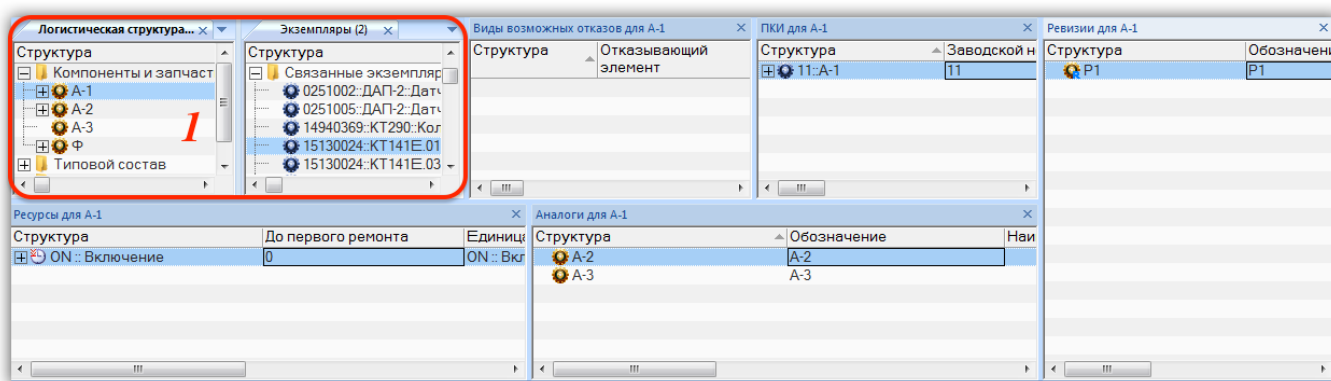 Логистическая структура...
Структура
Компоненты и запчаст
А-1
А-2
А-3
Ф
Типовой состав
1
Экземпляры (2)
Структура
Связанные экземпляр
0251002::ДАП-2::Датч
0251005::ДАП-2::Датч
14940369::КТ290::Кол
15130024::КТ141Е.01
15130024::КТ141Е.03
Виды возможных отказов для А-1
Структура
Отказывающий
элемент
ПКИ для А-1
Структура Заводской н
11::А-1 11
Ревизии для А-1
Структура Обозначени
Р1 Р1
Ресурсы для А-1
Структура До первого ремонта Единица
ON :: Включение 0 ON :: Вкл
Аналоги для А-1
Структура Обозначение Наи
А-2 А-2
А-3 А-3